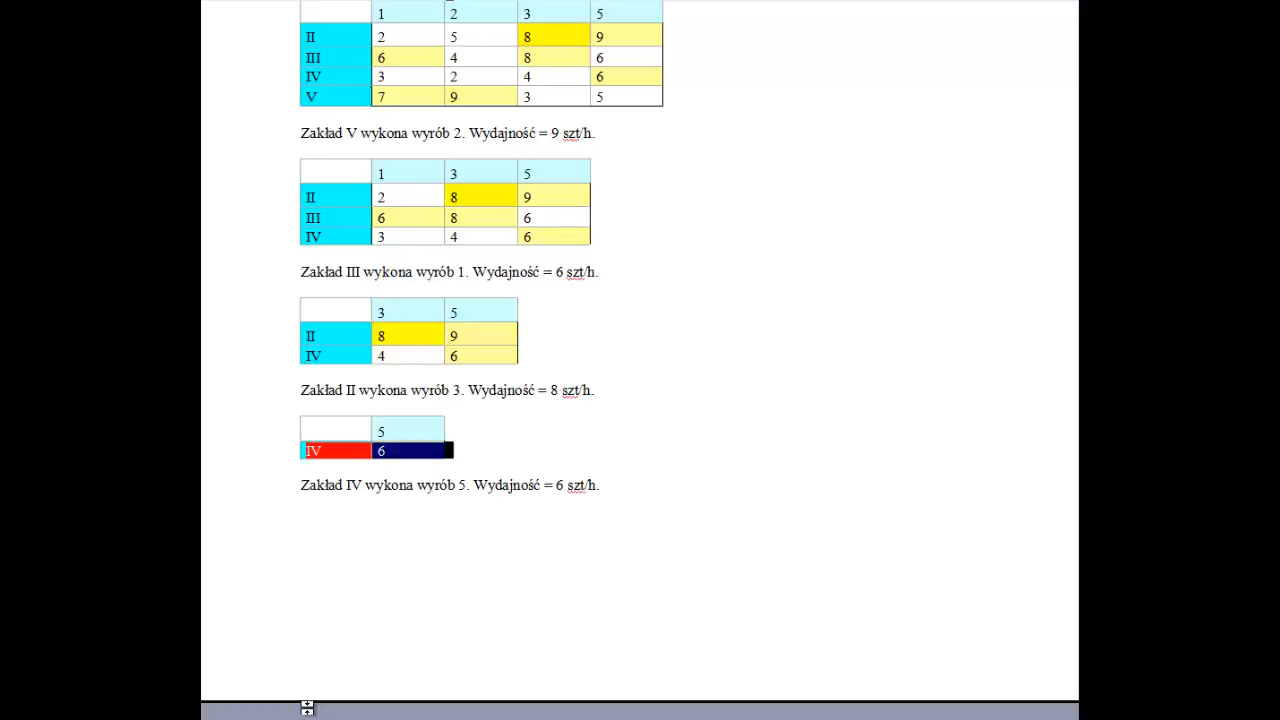 1 2 3 5
II 2 5 8 9
III 6 4 8 6
IV 3 2 4 6
V 7 9 3 5
Zakład V wykona wyrób 2. Wydajność = 9 szt/h.
1 3 5
II 2 8 9
III 6 8 6
IV 3 4 6
Zakład III wykona wyrób 1. Wydajność = 6 szt/h.
3 5
II 8 9
IV 4 6
Zakład II wykona wyrób 3. Wydajność = 8 szt/h.
5
IV 6
Zakład IV wykona wyrób 5. Wydajność = 6 szt/h.